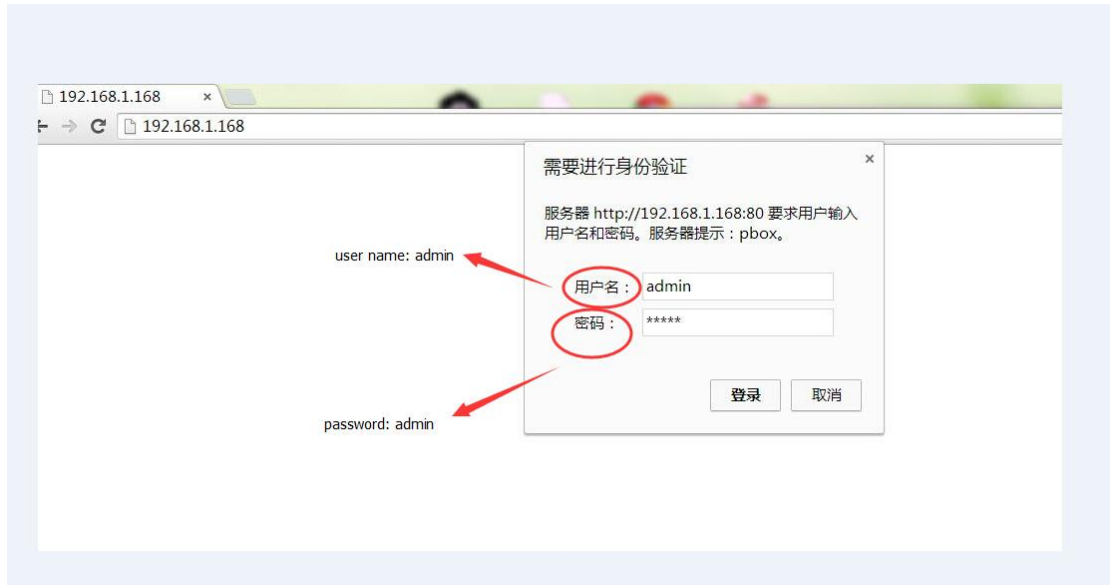 192.168.1.168
192.168.1.168
需要进行身份验证
服务器 http://192.168.1.168:80 要求用户输入
用户名和密码。服务器提示：pbox。
user name: admin
用户名： admin
密码： *****
登录 取消
password: admin